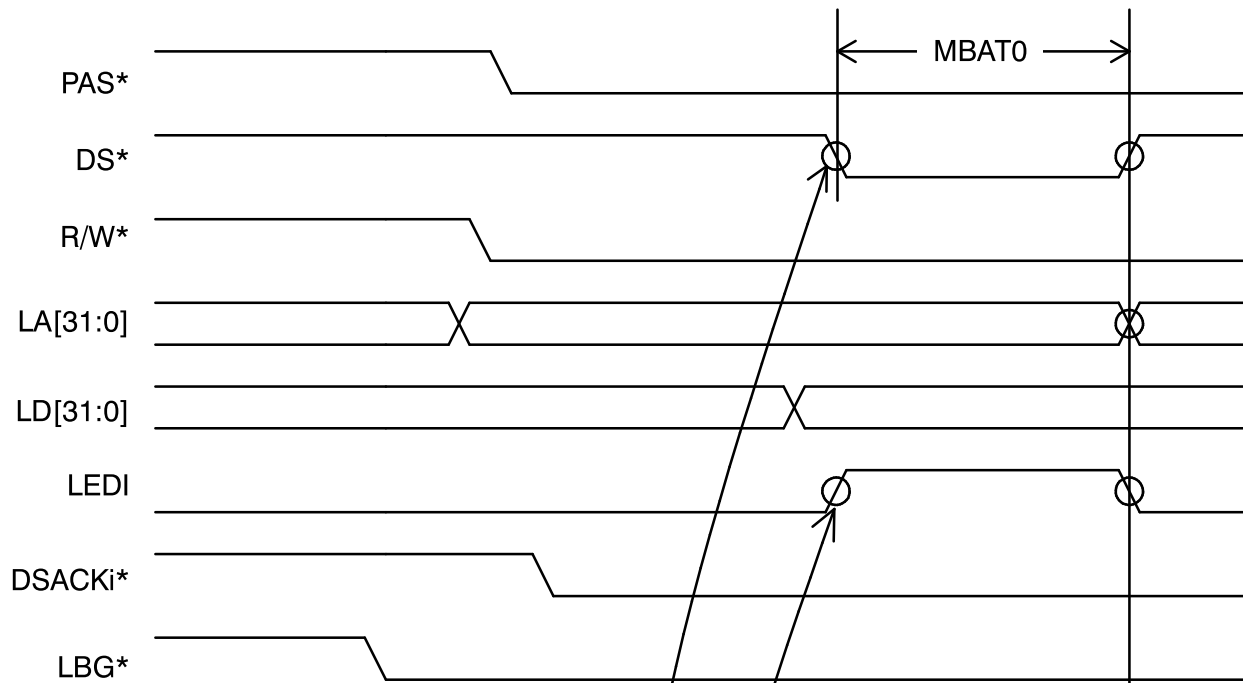 MBAT0
PAS*
DS*
R/W*
LA[31:0]
LD[31:0]
LEDI
DSACKi*
LBG*